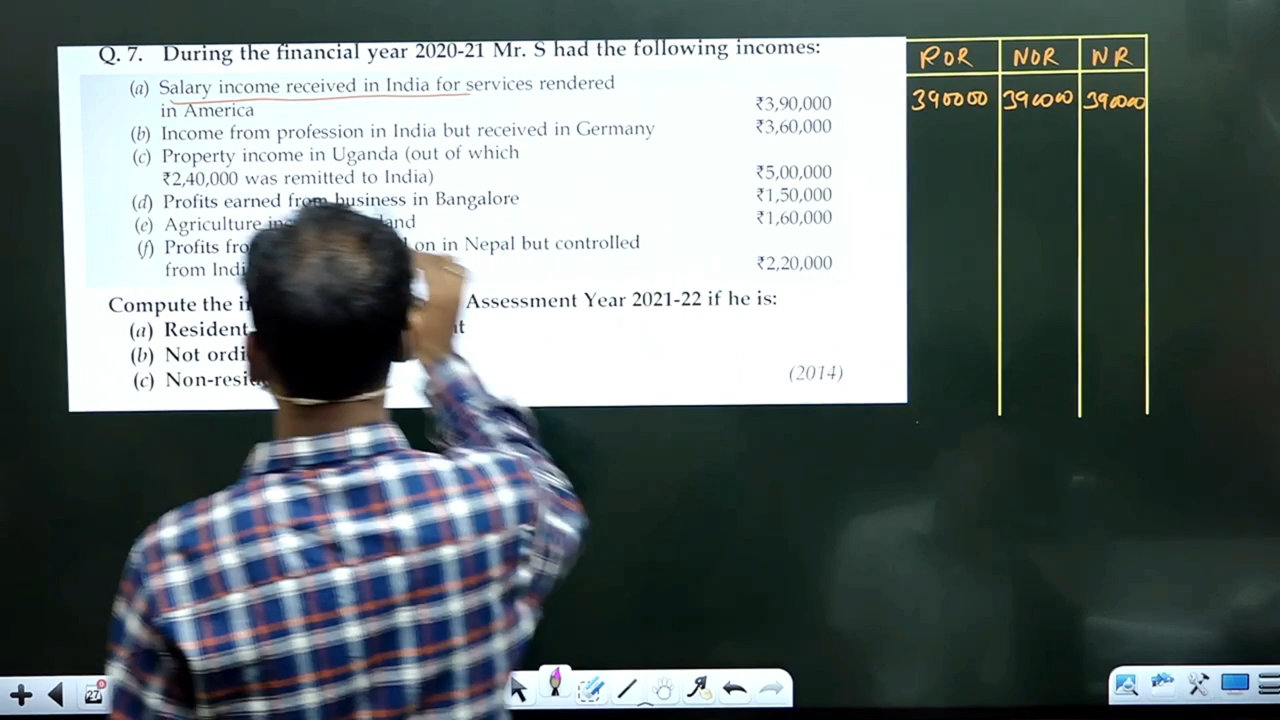 Q. 7. During the financial year 2020-21 Mr. S had the following incomes:
(a) Salary income received in India for services rendered
in America ₹3,90,000
(b) Income from profession in India but received in Germany ₹3,60,000
(c) Property income in Uganda (out of which
₹2,40,000 was remitted to India) ₹5,00,000
(d) Profits earned from business in Bangalore ₹1,50,000
(e) Agriculture ₹1,60,000
(f) Profits on in Nepal but controlled
from ₹2,20,000
Compute the Assessment Year 2021-22 if he is:
(a) Resident
(b) Not
(c)
(2014)
ROR NOR NR
390000 390000 390000
27